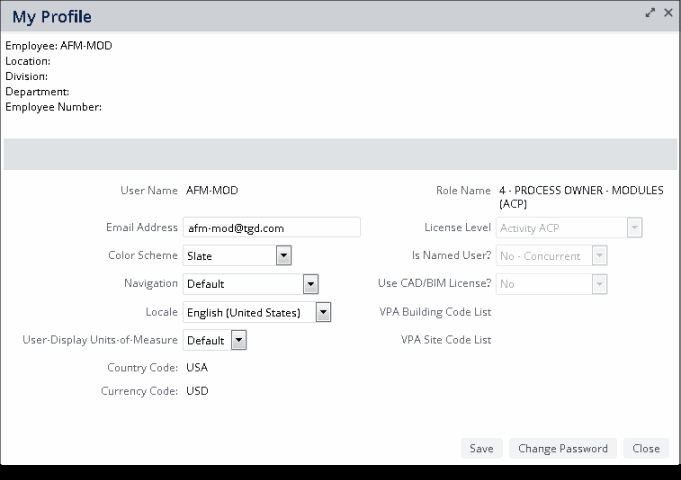 My Profile
Employee: AFM-MOD
Location:
Division:
Department:
Employee Number:
User Name AFM-MOD
Role Name 4 - PROCESS OWNER - MODULES
(ACP)
Email Address afm-mod@tgd.com
License Level Activity ACP
Color Scheme Slate
Is Named User? No - Concurrent
Navigation Default
Use CAD/BIM License? No
Locale English (United States)
VPA Building Code List
User-Display Units-of-Measure Default
VPA Site Code List
Country Code: USA
Currency Code: USD
Save Change Password Close